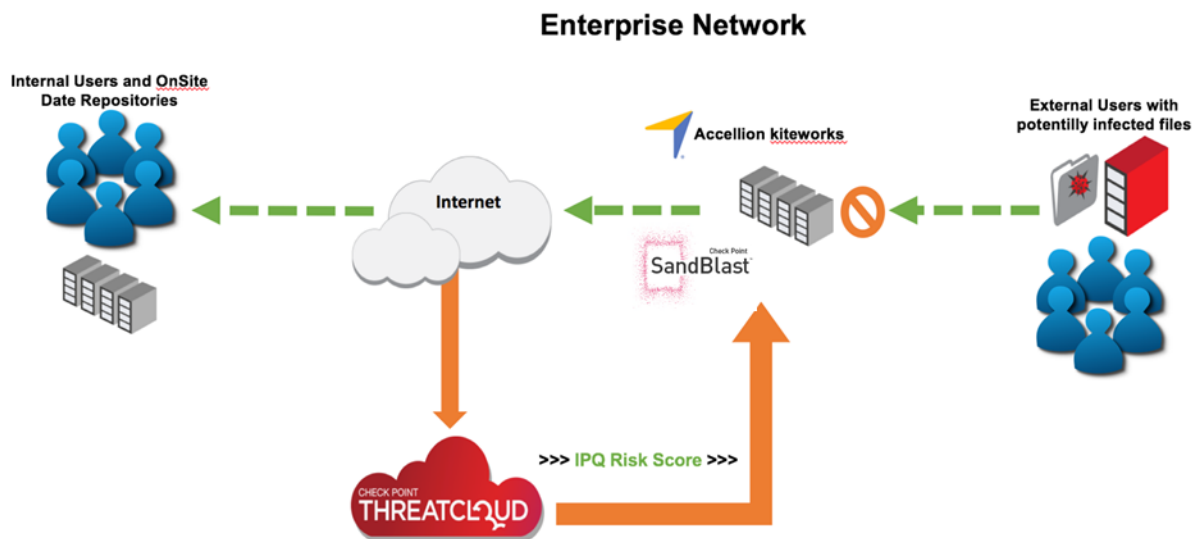 Enterprise Network
Internal Users and OnSite
Date Repositories
Accellion kiteworks
External Users with
potentilly infected files
Internet
Check Point
SandBlast
>>> IPQ Risk Score >>>
CHECK POINT
THREATCLOUD